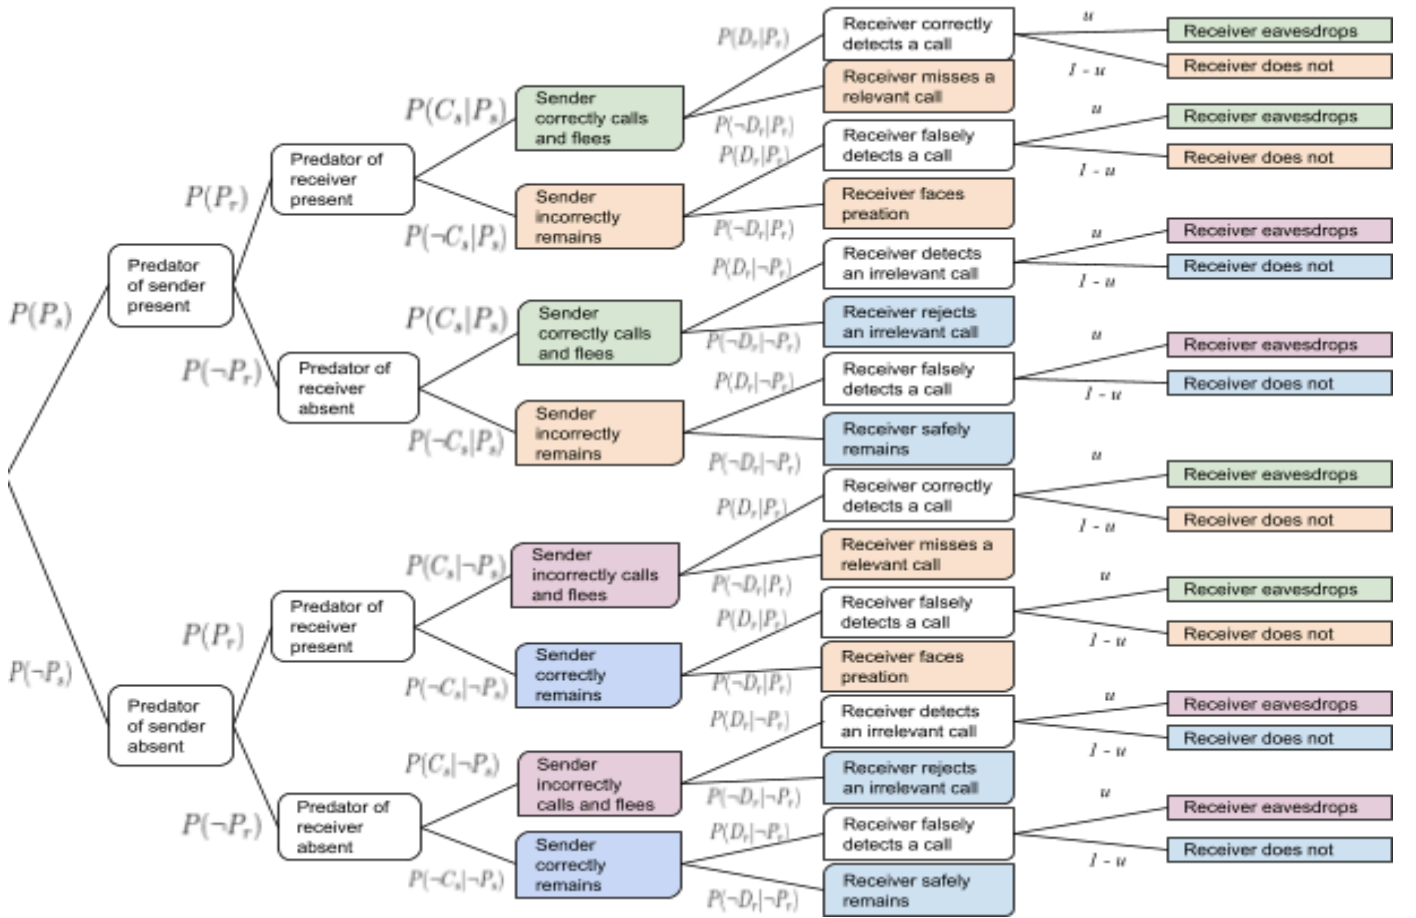 P(Pₛ)
P(¬Pₛ)
Predator
of sender
present
Predator
of sender
absent
P(Pᵣ)
P(¬Pᵣ)
P(Pᵣ)
P(¬Pᵣ)
Predator of
receiver
present
Predator of
receiver
absent
Predator of
receiver
present
Predator of
receiver
absent
P(Cₛ|Pₛ)
P(¬Cₛ|Pₛ)
P(Cₛ|Pₛ)
P(¬Cₛ|Pₛ)
P(Cₛ|¬Pₛ)
P(¬Cₛ|¬Pₛ)
P(Cₛ|¬Pₛ)
P(¬Cₛ|¬Pₛ)
Sender
correctly calls
and flees
Sender
incorrectly
remains
Sender
correctly calls
and flees
Sender
incorrectly
remains
Sender
incorrectly calls
and flees
Sender
correctly
remains
Sender
incorrectly
calls and flees
Sender
correctly
remains
P(Dᵣ|Pᵣ)
P(¬Dᵣ|Pᵣ)
P(Dᵣ|Pᵣ)
P(¬Dᵣ|Pᵣ)
P(Dᵣ|¬Pᵣ)
P(¬Dᵣ|¬Pᵣ)
P(Dᵣ|¬Pᵣ)
P(¬Dᵣ|¬Pᵣ)
P(Dᵣ|Pᵣ)
P(¬Dᵣ|Pᵣ)
P(Dᵣ|Pᵣ)
P(¬Dᵣ|Pᵣ)
P(Dᵣ|¬Pᵣ)
P(¬Dᵣ|¬Pᵣ)
P(Dᵣ|¬Pᵣ)
P(¬Dᵣ|¬Pᵣ)
Receiver correctly
detects a call
Receiver misses a
relevant call
Receiver falsely
detects a call
Receiver faces
preation
Receiver detects
an irrelevant call
Receiver rejects
an irrelevant call
Receiver falsely
detects a call
Receiver safely
remains
Receiver correctly
detects a call
Receiver misses a
relevant call
Receiver falsely
detects a call
Receiver faces
preation
Receiver detects
an irrelevant call
Receiver rejects
an irrelevant call
Receiver falsely
detects a call
Receiver safely
remains
u
1 - u
u
1 - u
u
1 - u
u
1 - u
u
1 - u
u
1 - u
u
1 - u
u
1 - u
Receiver eavesdrops
Receiver does not
Receiver eavesdrops
Receiver does not
Receiver eavesdrops
Receiver does not
Receiver eavesdrops
Receiver does not
Receiver eavesdrops
Receiver does not
Receiver eavesdrops
Receiver does not
Receiver eavesdrops
Receiver does not
Receiver eavesdrops
Receiver does not